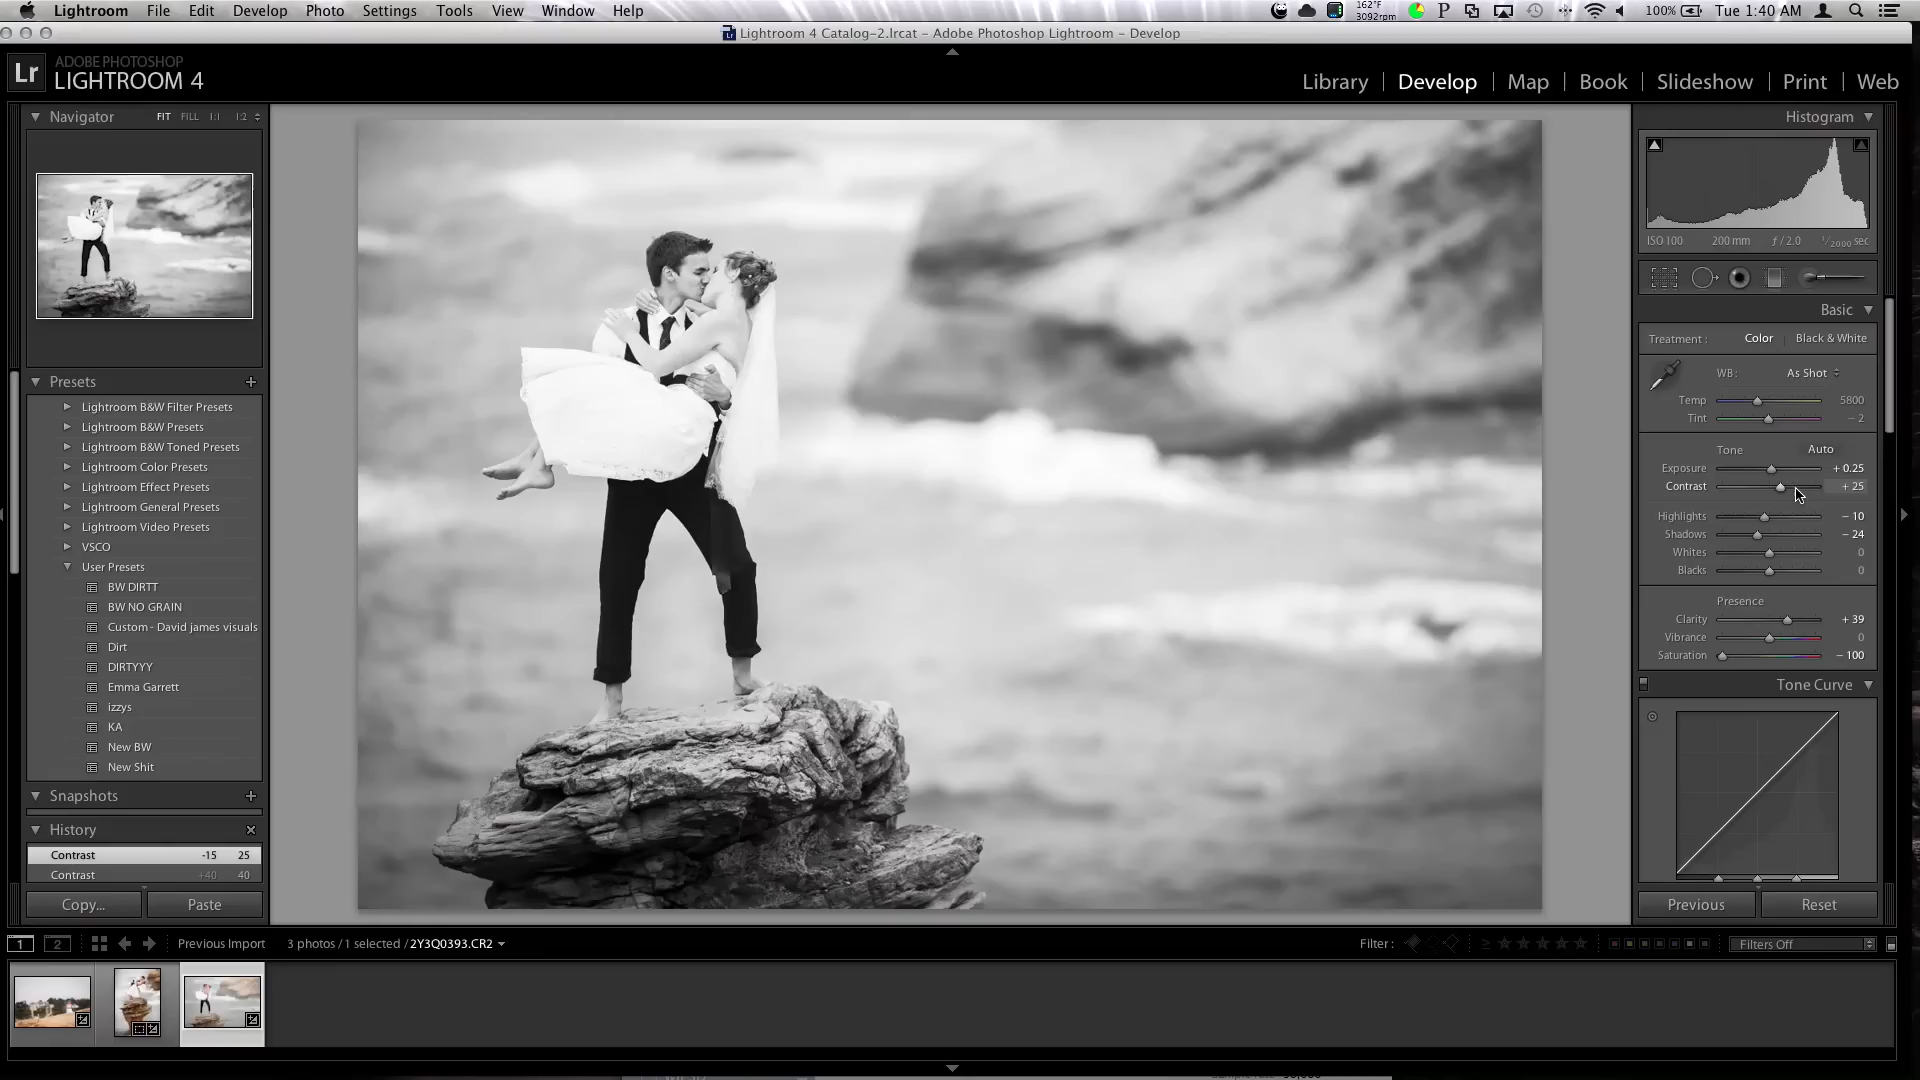 Lightroom File Edit Develop Photo Settings Tools View Window Help 162°F 3092rpm 100% Tue 1:40 AM
Lightroom 4 Catalog-2.lrcat - Adobe Photoshop Lightroom - Develop
Lr ADOBE PHOTOSHOP
LIGHTROOM 4
Library | Develop | Map | Book | Slideshow | Print | Web
Navigator FIT FILL 1:1 1:2
Presets +
Lightroom B&W Filter Presets
Lightroom B&W Presets
Lightroom B&W Toned Presets
Lightroom Color Presets
Lightroom Effect Presets
Lightroom General Presets
Lightroom Video Presets
VSCO
User Presets
BW DIRTT
BW NO GRAIN
Custom - David james visuals
Dirt
DIRTYYY
Emma Garrett
izzys
KA
New BW
New Shit
Snapshots +
History ×
Contrast -15 25
Contrast +40 40
Copy... Paste
Histogram
ISO 100 200 mm ƒ / 2.0 1/2000 sec
Basic
Treatment : Color | Black & White
WB : As Shot
Temp 5800
Tint - 2
Tone Auto
Exposure + 0.25
Contrast + 25
Highlights - 10
Shadows - 24
Whites 0
Blacks 0
Presence
Clarity + 39
Vibrance 0
Saturation - 100
Tone Curve
Previous Reset
1 2 Previous Import 3 photos / 1 selected / 2Y3Q0393.CR2 Filter : ≥ Filters Off